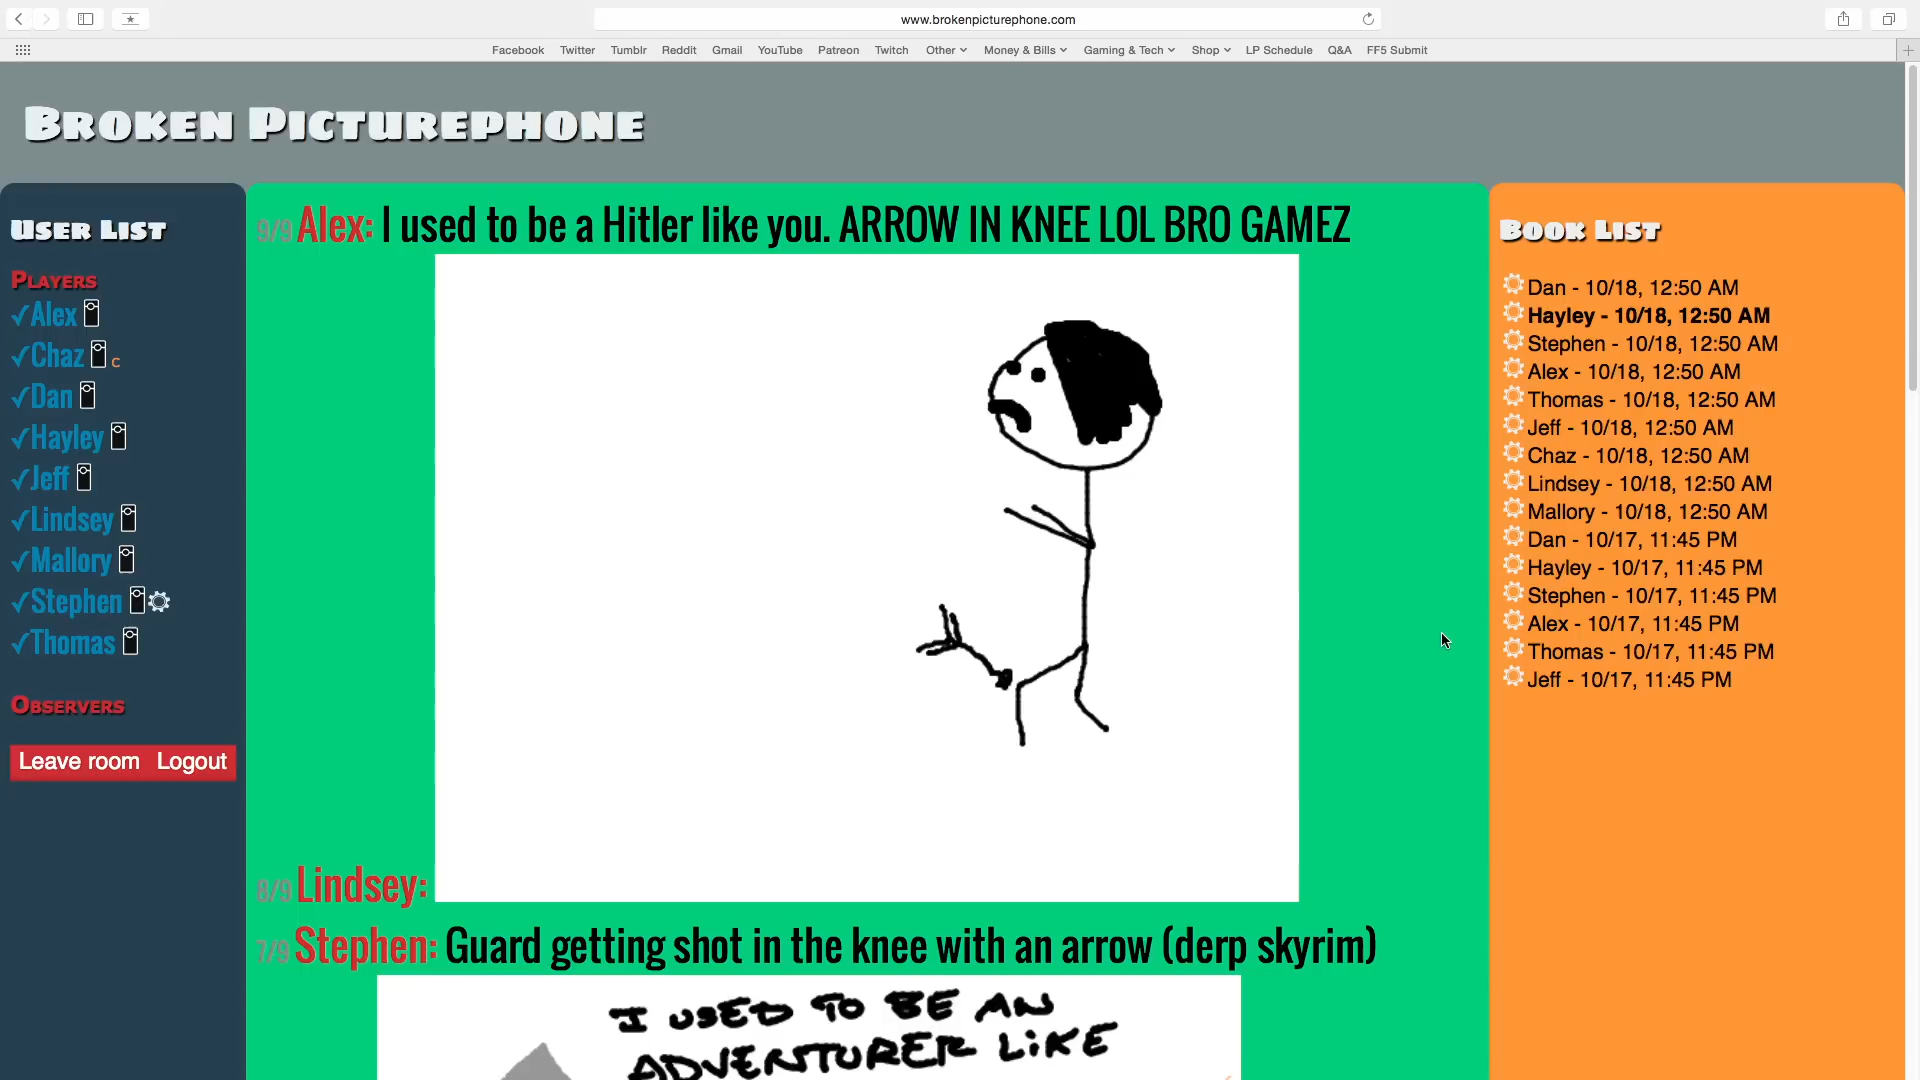 www.brokenpicturephone.com
Facebook Twitter Tumblr Reddit Gmail YouTube Patreon Twitch Other Money & Bills Gaming & Tech Shop LP Schedule Q&A FF5 Submit
Broken Picturephone
User List
Players
✓Alex
✓Chaz c
✓Dan
✓Hayley
✓Jeff
✓Lindsey
✓Mallory
✓Stephen
✓Thomas
Observers
Leave room Logout
9/9 Alex: I used to be a Hitler like you. ARROW IN KNEE LOL BRO GAMEZ
8/9 Lindsey:
7/9 Stephen: Guard getting shot in the knee with an arrow (derp skyrim)
I USED TO BE AN
ADVENTURER LIKE
Book List
Dan - 10/18, 12:50 AM
Hayley - 10/18, 12:50 AM
Stephen - 10/18, 12:50 AM
Alex - 10/18, 12:50 AM
Thomas - 10/18, 12:50 AM
Jeff - 10/18, 12:50 AM
Chaz - 10/18, 12:50 AM
Lindsey - 10/18, 12:50 AM
Mallory - 10/18, 12:50 AM
Dan - 10/17, 11:45 PM
Hayley - 10/17, 11:45 PM
Stephen - 10/17, 11:45 PM
Alex - 10/17, 11:45 PM
Thomas - 10/17, 11:45 PM
Jeff - 10/17, 11:45 PM